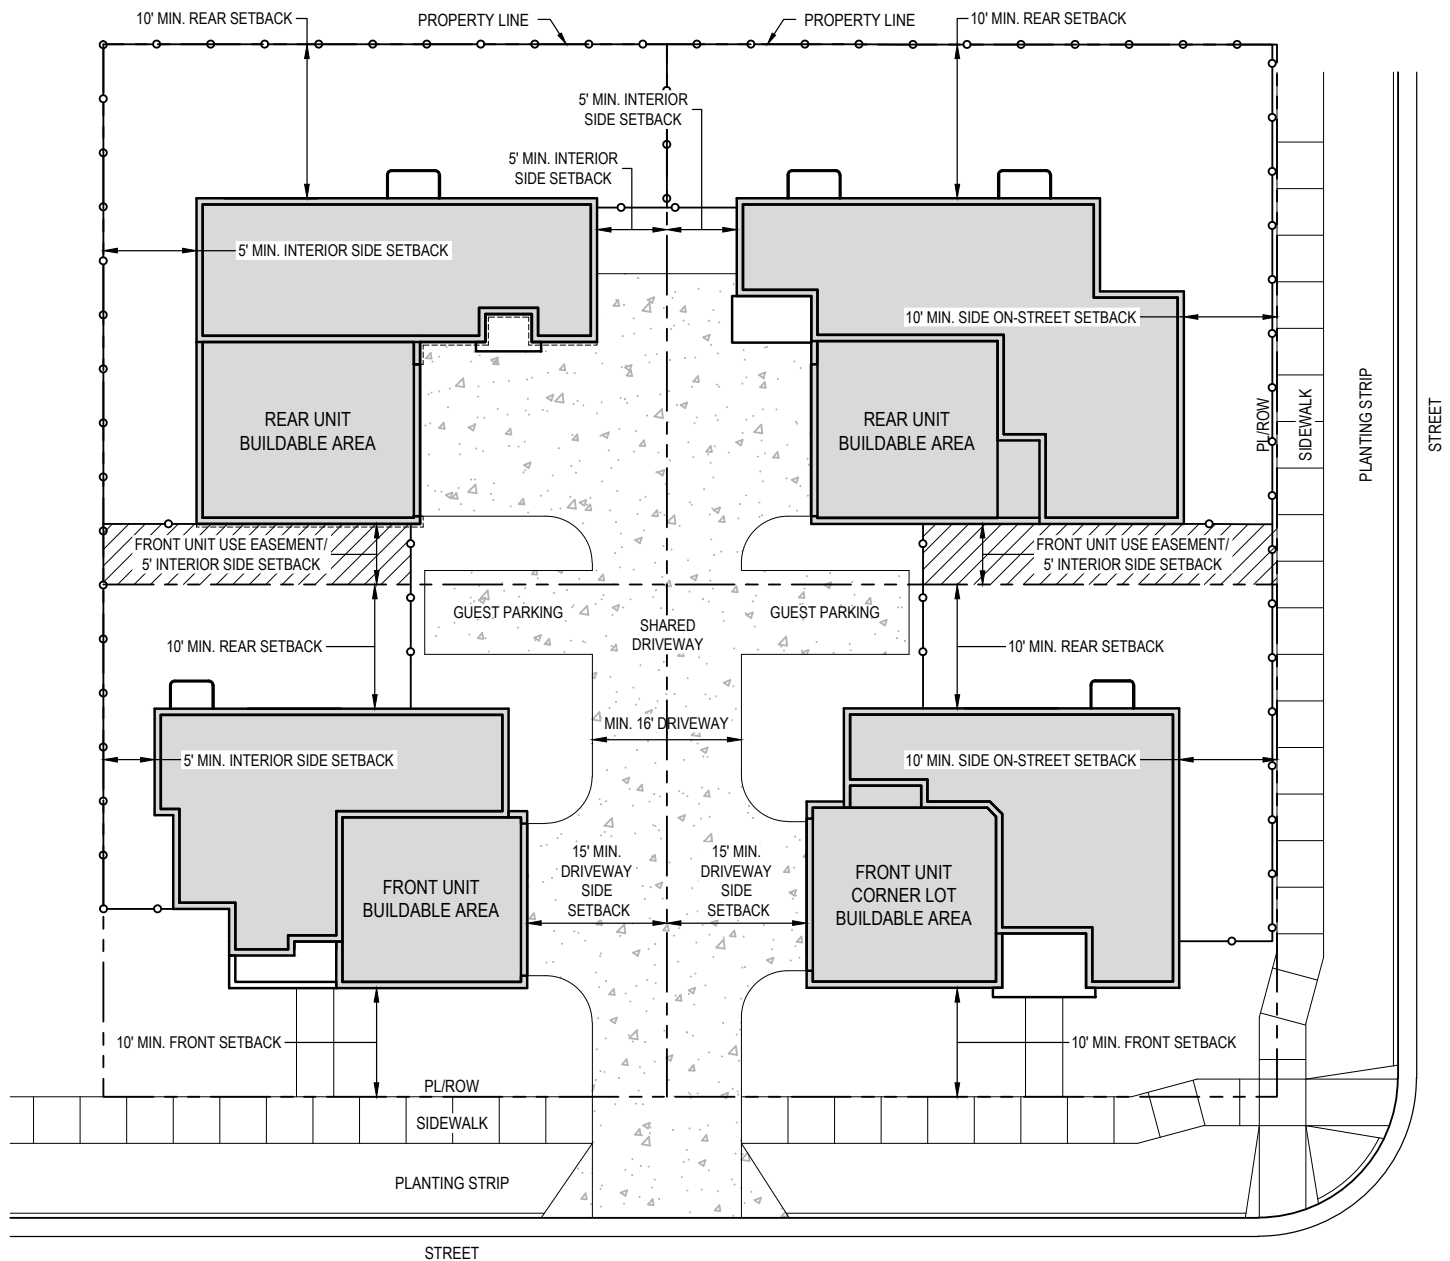 10' MIN. REAR SETBACK
PROPERTY LINE
PROPERTY LINE
10' MIN. REAR SETBACK
5' MIN. INTERIOR
SIDE SETBACK
5' MIN. INTERIOR
SIDE SETBACK
5' MIN. INTERIOR SIDE SETBACK
10' MIN. SIDE ON-STREET SETBACK
REAR UNIT
BUILDABLE AREA
REAR UNIT
BUILDABLE AREA
PL/ROW
SIDEWALK
PLANTING STRIP
STREET
FRONT UNIT USE EASEMENT/
5' INTERIOR SIDE SETBACK
FRONT UNIT USE EASEMENT/
5' INTERIOR SIDE SETBACK
GUEST PARKING
SHARED
DRIVEWAY
GUEST PARKING
10' MIN. REAR SETBACK
10' MIN. REAR SETBACK
MIN. 16' DRIVEWAY
5' MIN. INTERIOR SIDE SETBACK
10' MIN. SIDE ON-STREET SETBACK
15' MIN.
DRIVEWAY
SIDE
SETBACK
15' MIN.
DRIVEWAY
SIDE
SETBACK
FRONT UNIT
BUILDABLE AREA
FRONT UNIT
CORNER LOT
BUILDABLE AREA
10' MIN. FRONT SETBACK
10' MIN. FRONT SETBACK
PL/ROW
SIDEWALK
PLANTING STRIP
STREET